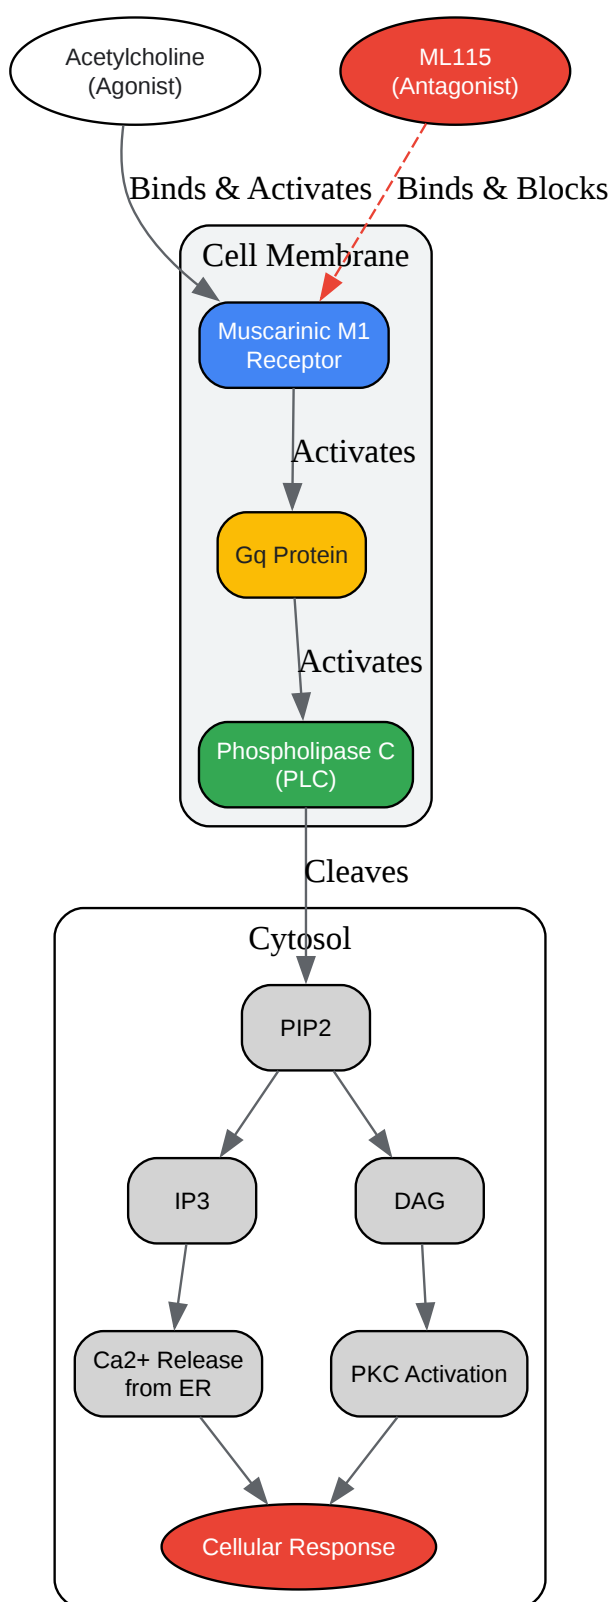 Acetylcholine
(Agonist)
ML115
(Antagonist)
Binds & Activates
Binds & Blocks
Cell Membrane
Muscarinic M1
Receptor
Activates
Gq Protein
Activates
Phospholipase C
(PLC)
Cleaves
Cytosol
PIP2
IP3
DAG
Ca2+ Release
from ER
PKC Activation
Cellular Response